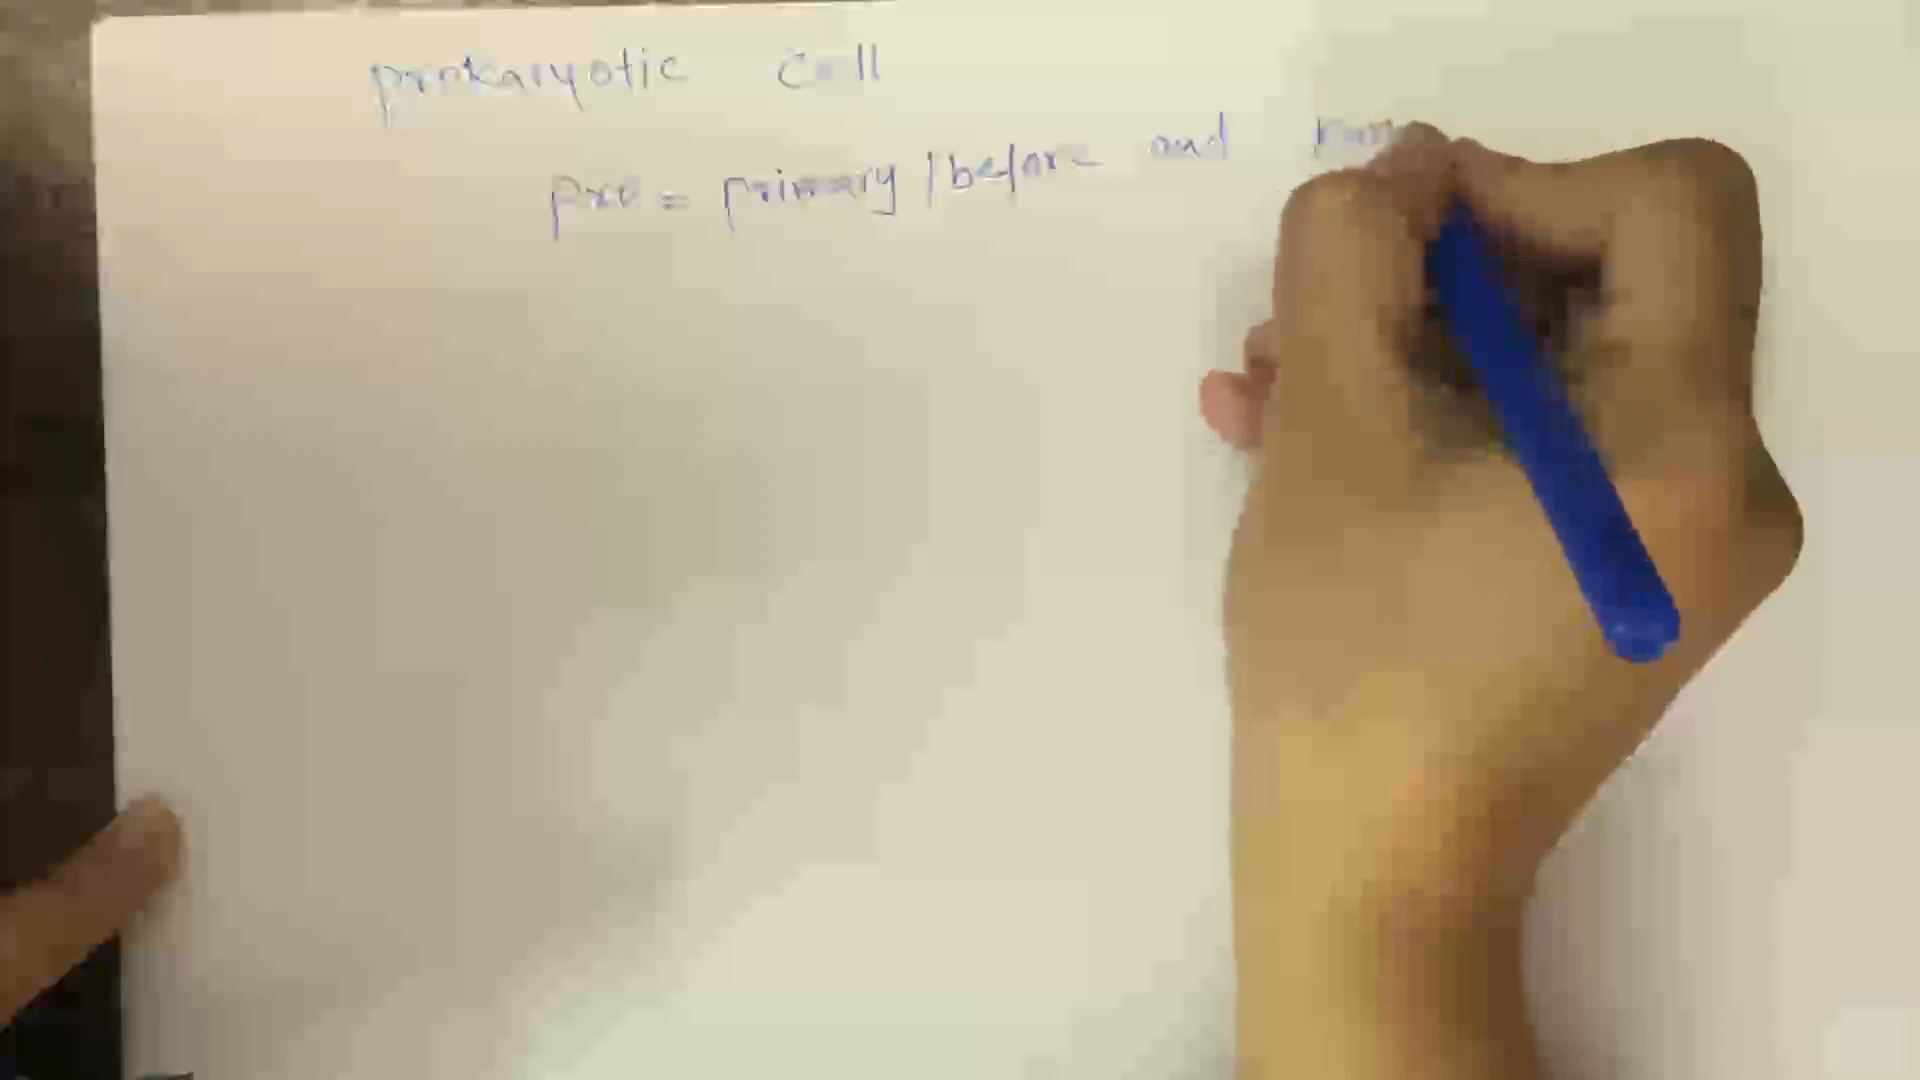 prokaryotic cell
pro = primary / before and